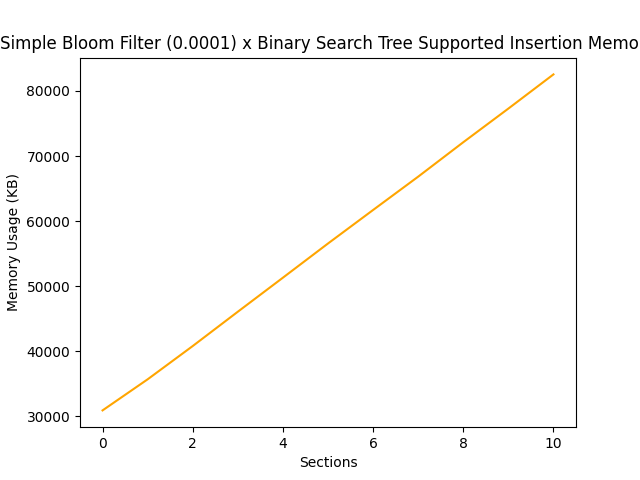 Simple Bloom Filter (0.0001) x Binary Search Tree Supported Insertion Memo
80000
70000
60000
50000
40000
30000
Memory Usage (KB)
0 2 4 6 8 10
Sections